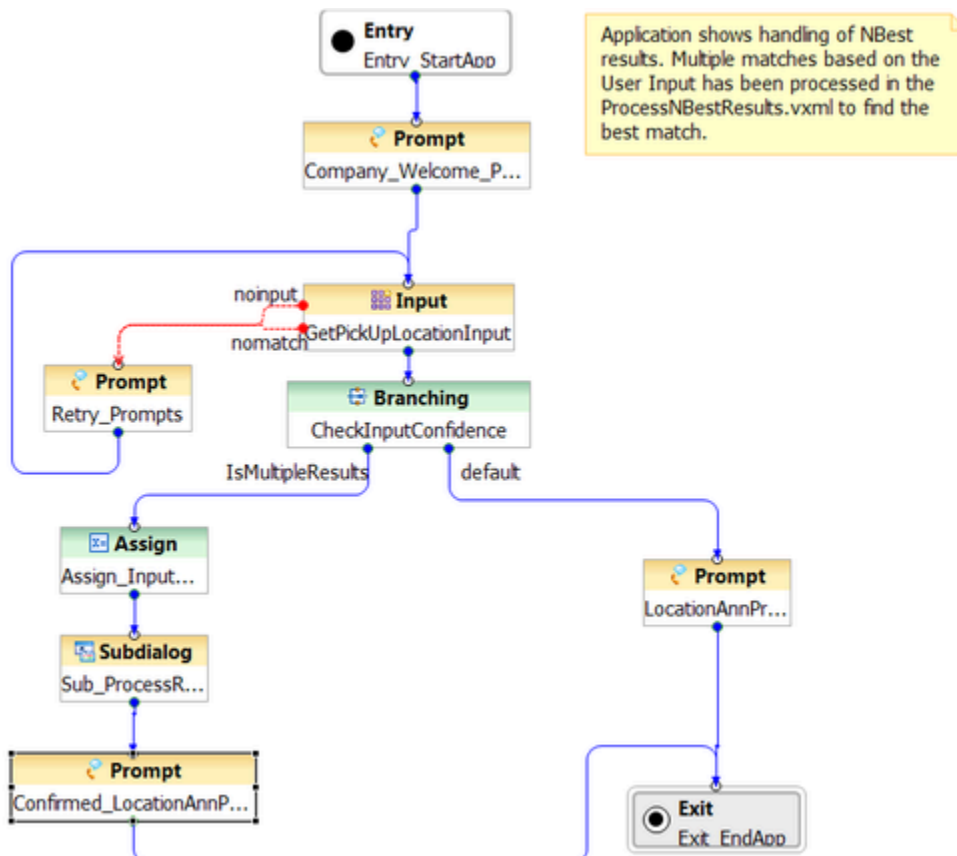 Entry
Entry_StartApp
Application shows handling of NBest
results. Multiple matches based on the
User Input has been processed in the
ProcessNBestResults.vxml to find the
best match.
Prompt
Company_Welcome_P...
noinput
nomatch
Input
GetPickUpLocationInput
Prompt
Retry_Prompts
Branching
CheckInputConfidence
IsMultipleResults
default
Assign
Assign_Input...
Prompt
LocationAnnPr...
Subdialog
Sub_ProcessR...
Prompt
Confirmed_LocationAnnP...
Exit
Exit_EndApp